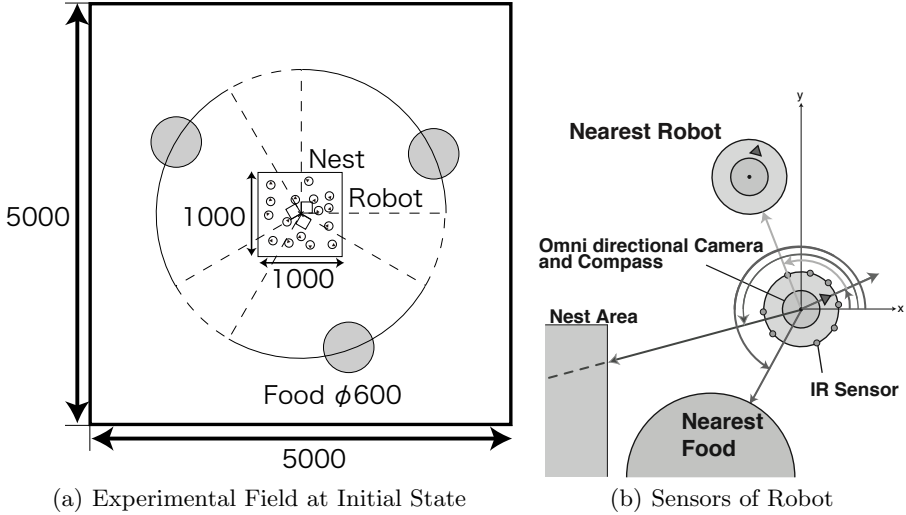 Nest
Robot
5000
1000
1000
Food ϕ600
5000
(a) Experimental Field at Initial State
y
Nearest Robot
Omni directional Camera
and Compass
x
Nest Area
IR Sensor
Nearest
Food
(b) Sensors of Robot